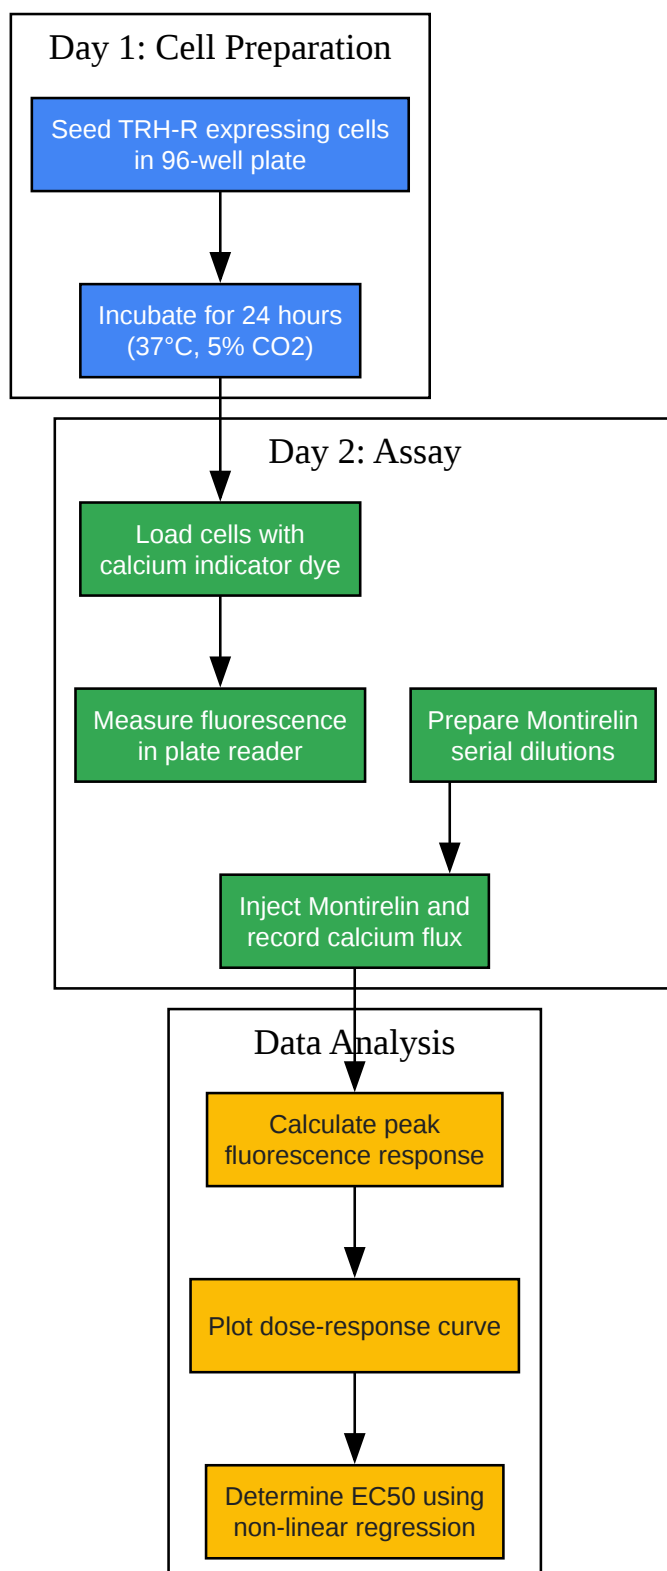 Day 1: Cell Preparation
Seed TRH-R expressing cells
in 96-well plate
Incubate for 24 hours
(37°C, 5% CO2)
Day 2: Assay
Load cells with
calcium indicator dye
Measure fluorescence
in plate reader
Prepare Montirelin
serial dilutions
Inject Montirelin and
record calcium flux
Data Analysis
Calculate peak
fluorescence response
Plot dose-response curve
Determine EC50 using
non-linear regression